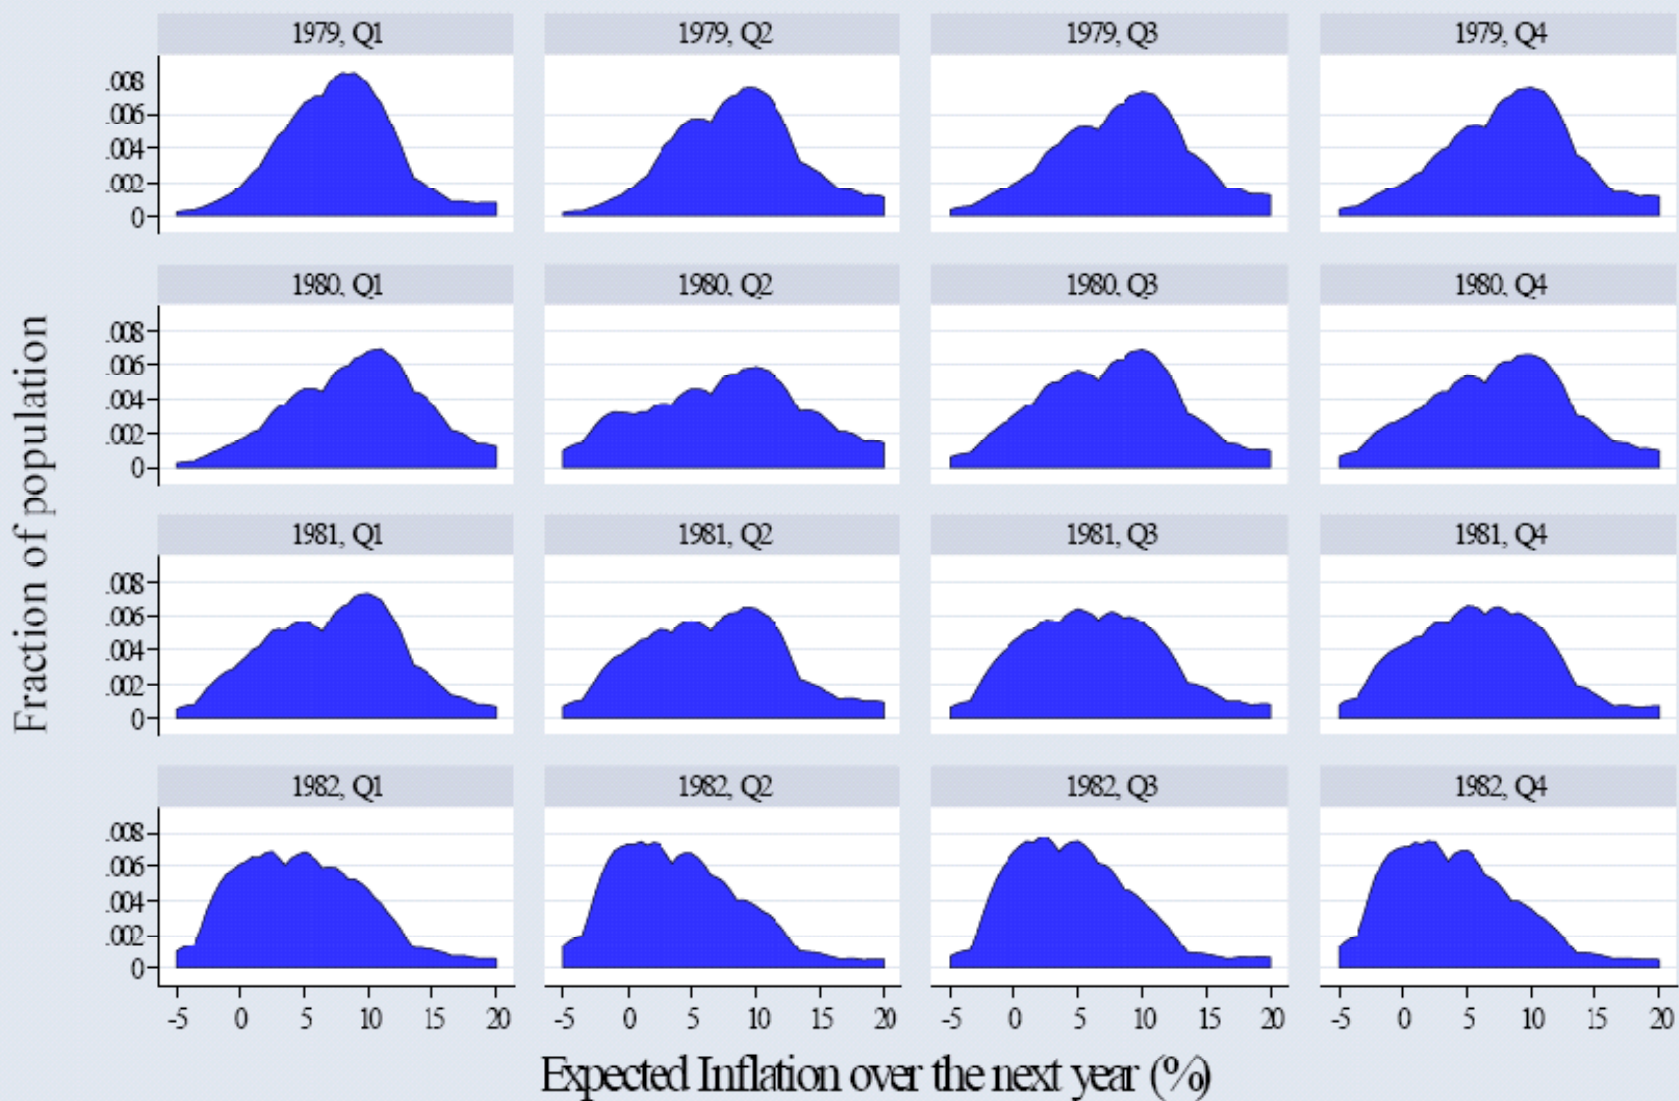 1979, Q1
1979, Q2
1979, Q3
1979, Q4
.008
.006
.004
.002
0
1980, Q1
1980, Q2
1980, Q3
1980, Q4
.008
.006
.004
.002
0
Fraction of population
1981, Q1
1981, Q2
1981, Q3
1981, Q4
.008
.006
.004
.002
0
1982, Q1
1982, Q2
1982, Q3
1982, Q4
.008
.006
.004
.002
0
-5 0 5 10 15 20
-5 0 5 10 15 20
-5 0 5 10 15 20
-5 0 5 10 15 20
Expected Inflation over the next year (%)